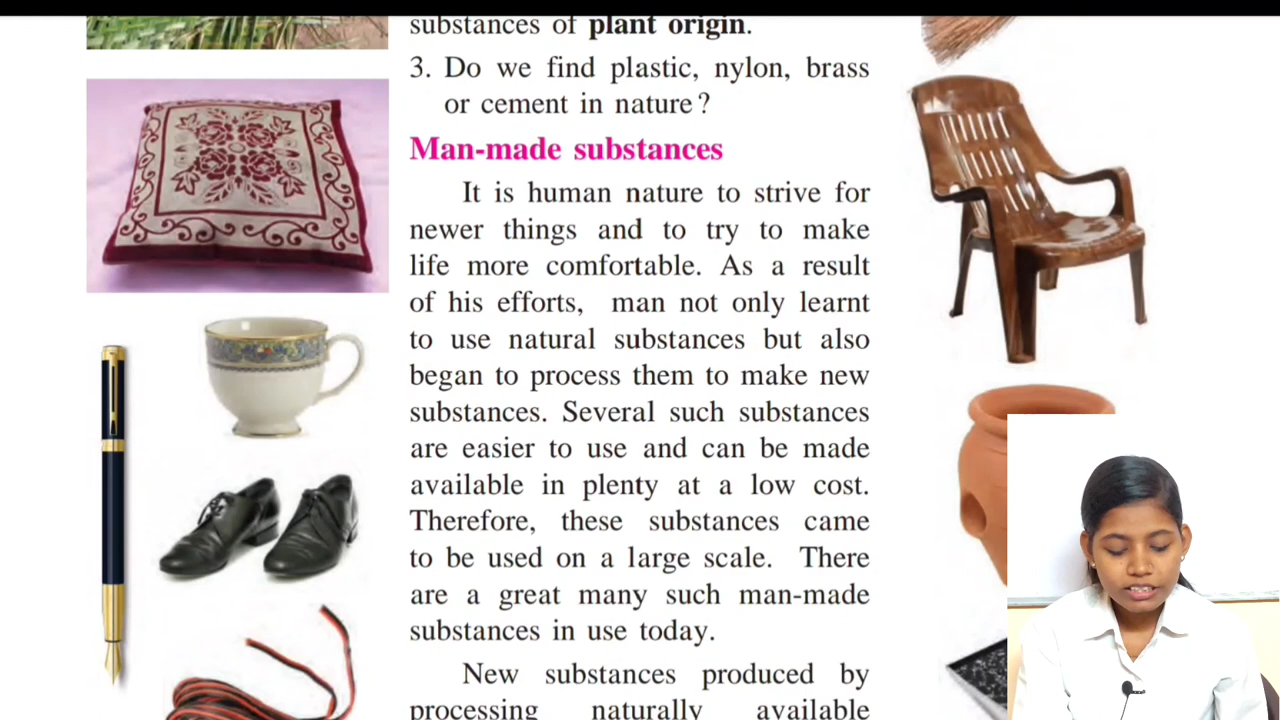 substances of plant origin.
3. Do we find plastic, nylon, brass
or cement in nature ?
Man-made substances
It is human nature to strive for
newer things and to try to make
life more comfortable. As a result
of his efforts, man not only learnt
to use natural substances but also
began to process them to make new
substances. Several such substances
are easier to use and can be made
available in plenty at a low cost.
Therefore, these substances came
to be used on a large scale. There
are a great many such man-made
substances in use today.
New substances produced by
processing naturally available